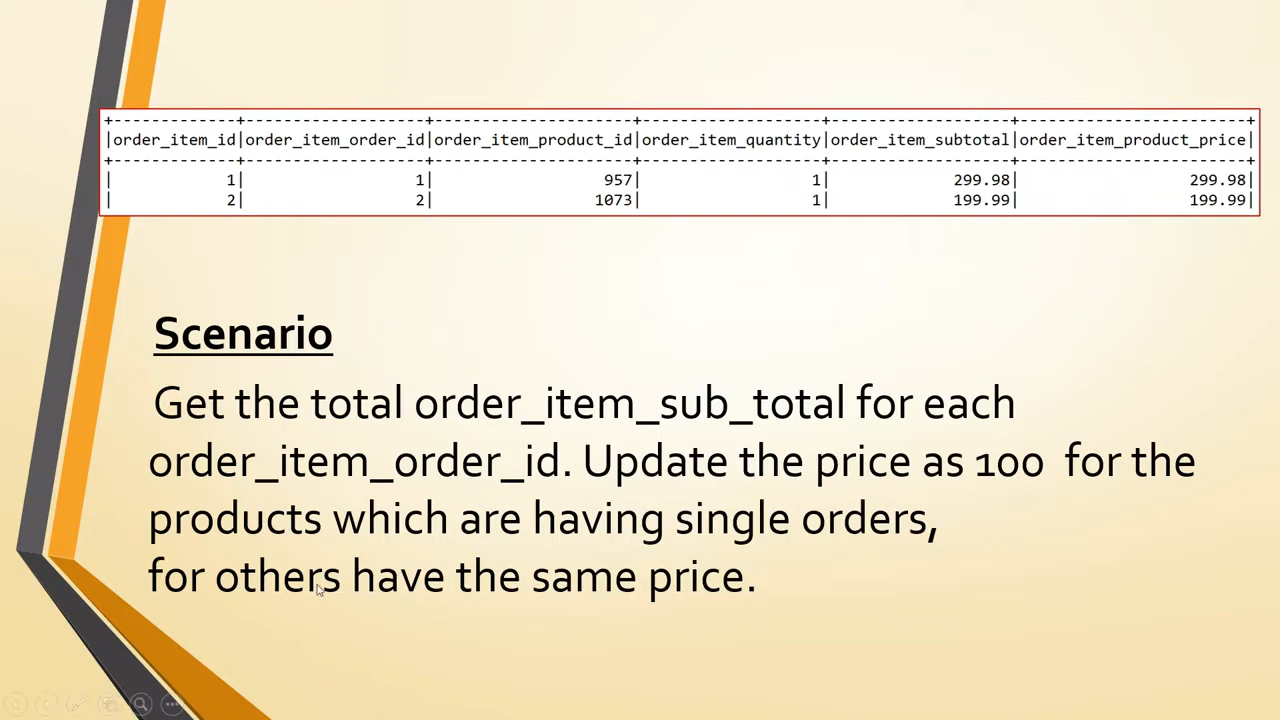 +-------------+-------------------+---------------------+-------------------+-------------------+------------------------+
|order_item_id|order_item_order_id|order_item_product_id|order_item_quantity|order_item_subtotal|order_item_product_price|
+-------------+-------------------+---------------------+-------------------+-------------------+------------------------+
| 1| 1| 957| 1| 299.98| 299.98|
| 2| 2| 1073| 1| 199.99| 199.99|
Scenario
Get the total order_item_sub_total for each
order_item_order_id. Update the price as 100 for the
products which are having single orders,
for others have the same price.